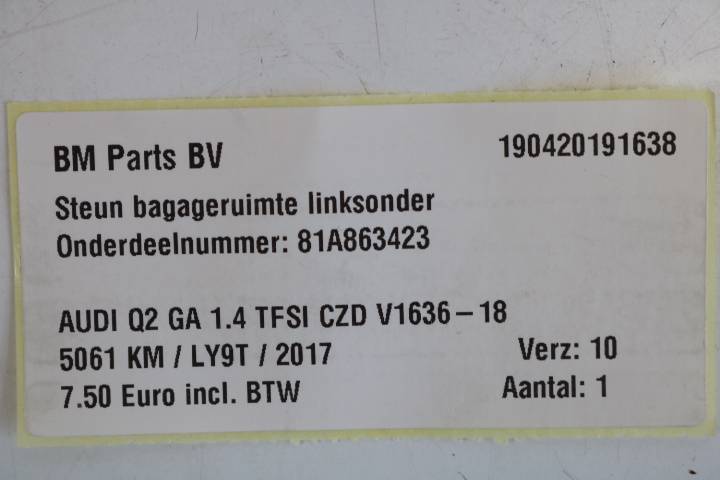 BM Parts BV 190420191638
Steun bagageruimte linksonder
Onderdeelnummer: 81A863423
AUDI Q2 GA 1.4 TFSI CZD V1636-18
5061 KM / LY9T / 2017 Verz: 10
7.50 Euro incl. BTW Aantal: 1